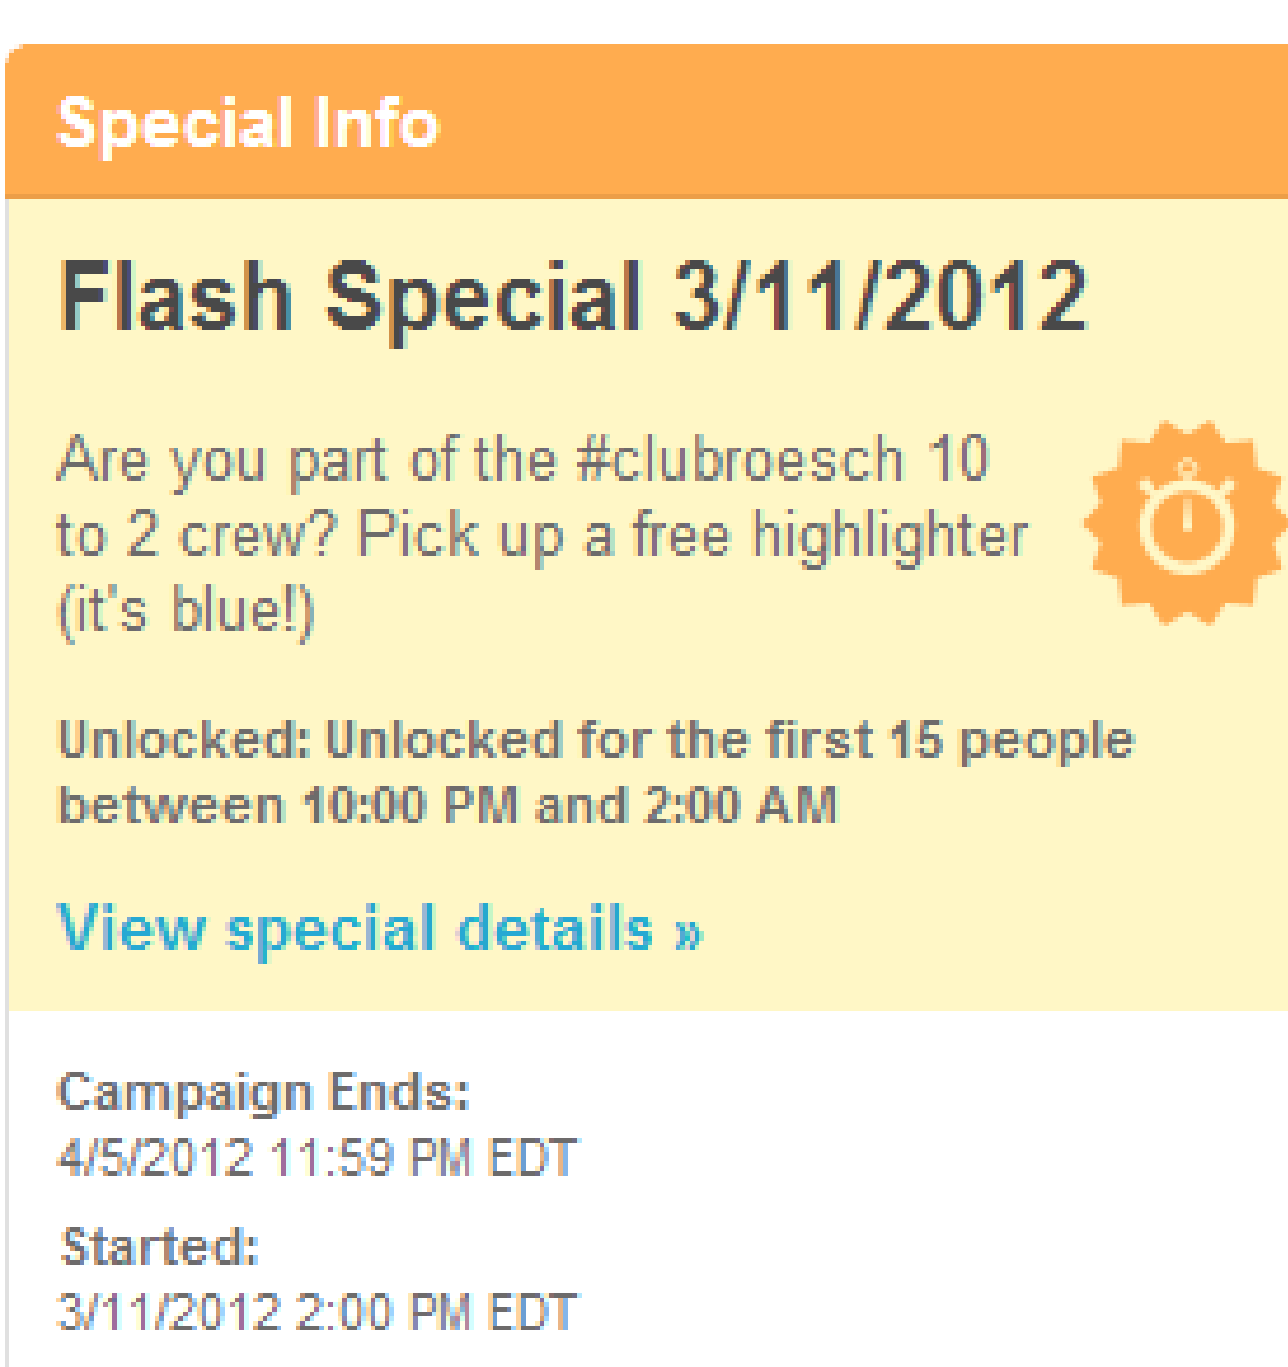 Special Info
Flash Special 3/11/2012
Are you part of the #clubroesch 10
to 2 crew? Pick up a free highlighter
(it's blue!)
Unlocked: Unlocked for the first 15 people
between 10:00 PM and 2:00 AM
View special details »
Campaign Ends:
4/5/2012 11:59 PM EDT
Started:
3/11/2012 2:00 PM EDT